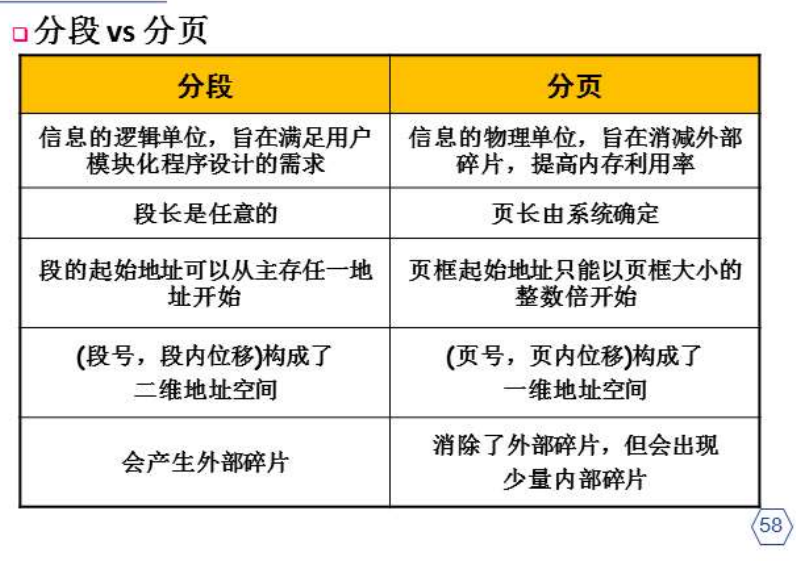 分段 vs 分页
分段
分页
信息的逻辑单位，旨在满足用户
模块化程序设计的需求
信息的物理单位，旨在消减外部
碎片，提高内存利用率
段长是任意的
页长由系统确定
段的起始地址可以从主存任一地
址开始
页框起始地址只能以页框大小的
整数倍开始
(段号，段内位移)构成了
二维地址空间
(页号，页内位移)构成了
一维地址空间
会产生外部碎片
消除了外部碎片，但会出现
少量内部碎片
58